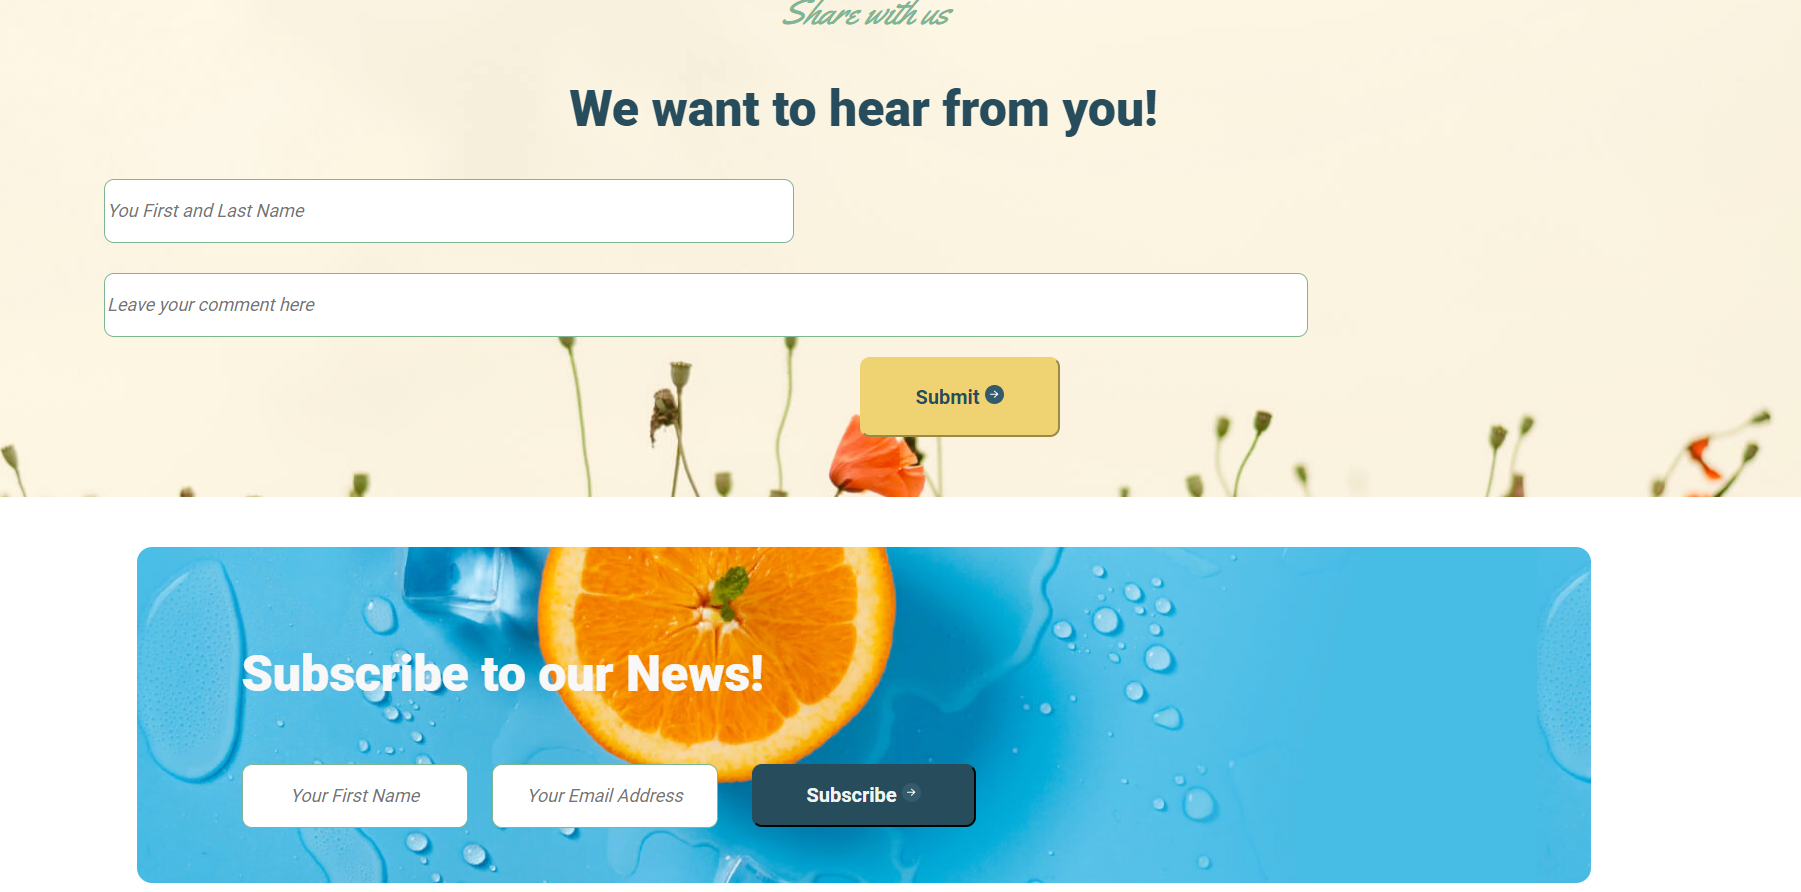 Share with us
We want to hear from you!
You First and Last Name
Leave your comment here
Submit
Subscribe to our News!
Your First Name
Your Email Address
Subscribe